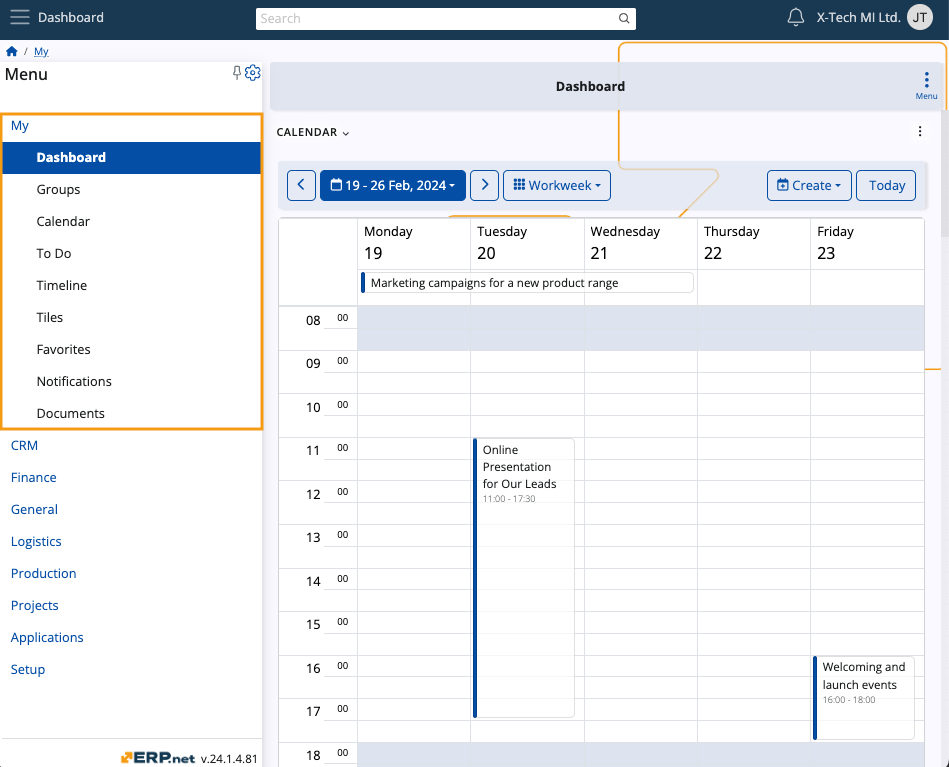 Dashboard
Search
X-Tech MI Ltd.
JT
/ My
Menu
My
Dashboard
Groups
Calendar
To Do
Timeline
Tiles
Favorites
Notifications
Documents
CRM
Finance
General
Logistics
Production
Projects
Applications
Setup
ERP.net v.24.1.4.81
Dashboard
Menu
CALENDAR
19 - 26 Feb, 2024
Workweek
Create
Today
Monday Tuesday Wednesday Thursday Friday
19 20 21 22 23
Marketing campaigns for a new product range
08 00
09 00
10 00
11 00
Online
Presentation
for Our Leads
11:00 - 17:30
12 00
13 00
14 00
15 00
16 00
Welcoming and
launch events
16:00 - 18:00
17 00
18 00